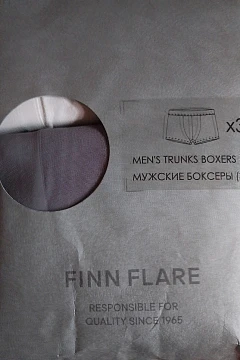 x3
MEN'S TRUNKS BOXERS
МУЖСКИЕ БОКСЕРЫ (
FINN FLARE
RESPONSIBLE FOR
QUALITY SINCE 1965